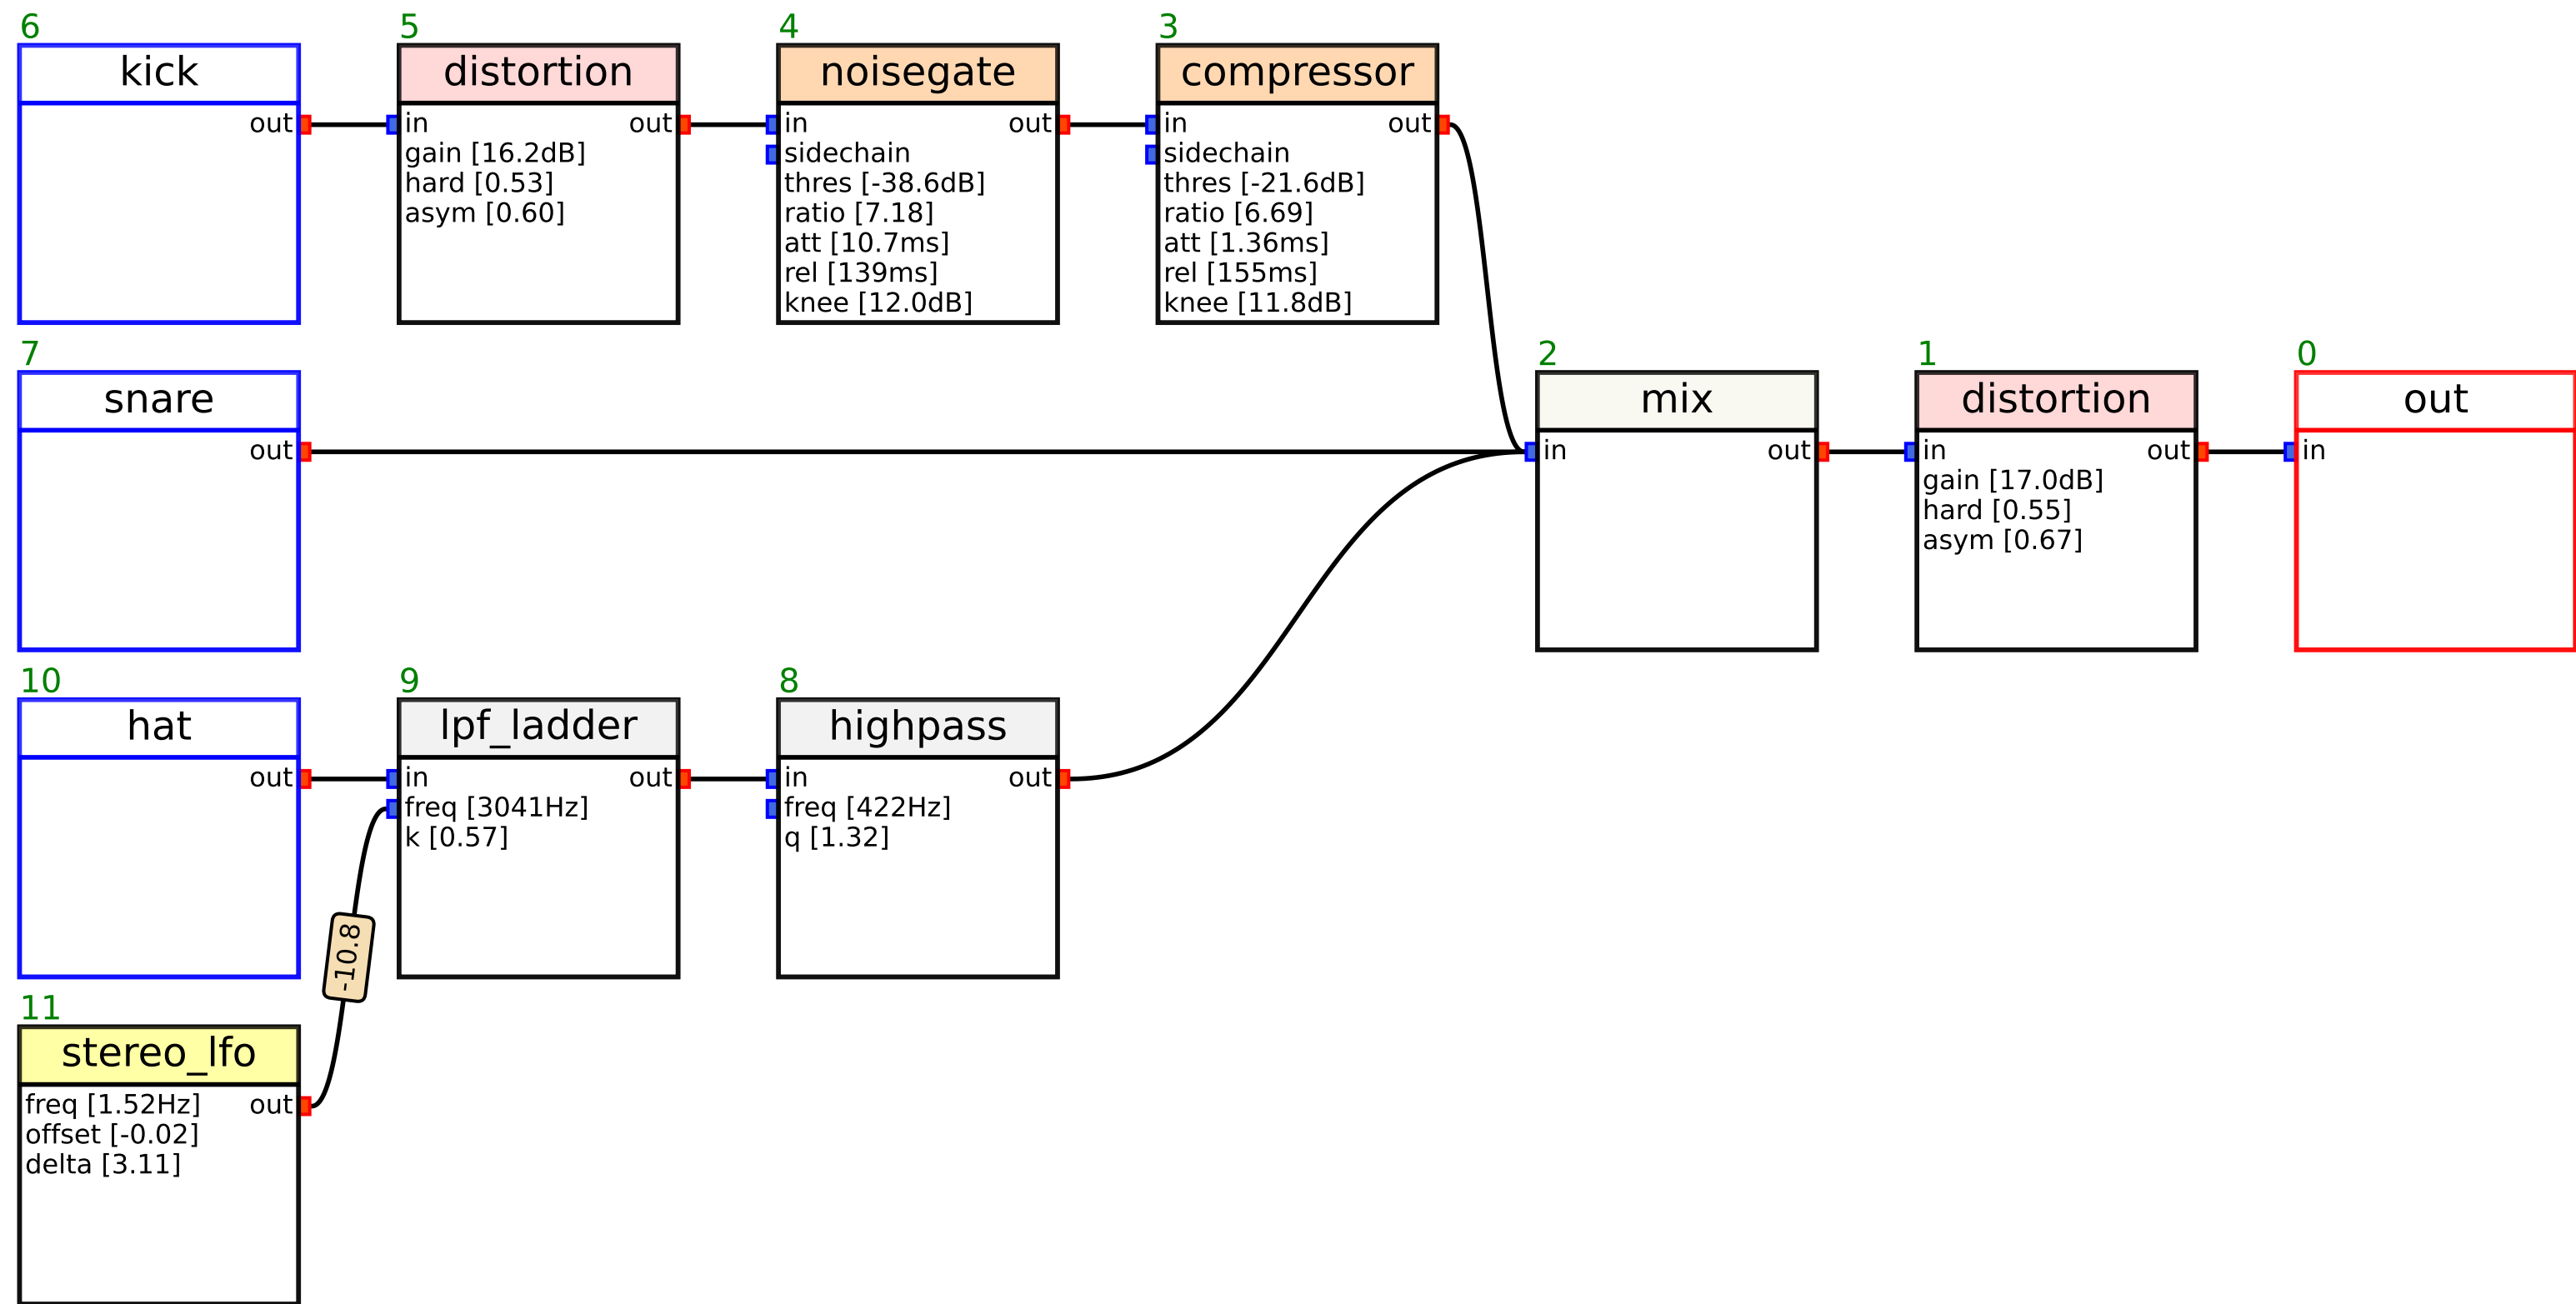 6
kick
out
5
distortion
in out
gain [16.2dB]
hard [0.53]
asym [0.60]
4
noisegate
in out
sidechain
thres [-38.6dB]
ratio [7.18]
att [10.7ms]
rel [139ms]
knee [12.0dB]
3
compressor
in out
sidechain
thres [-21.6dB]
ratio [6.69]
att [1.36ms]
rel [155ms]
knee [11.8dB]
7
snare
out
2
mix
in out
1
distortion
in out
gain [17.0dB]
hard [0.55]
asym [0.67]
0
out
in
10
hat
out
9
lpf_ladder
in out
freq [3041Hz]
k [0.57]
8
highpass
in out
freq [422Hz]
q [1.32]
-10.8
11
stereo_lfo
freq [1.52Hz] out
offset [-0.02]
delta [3.11]